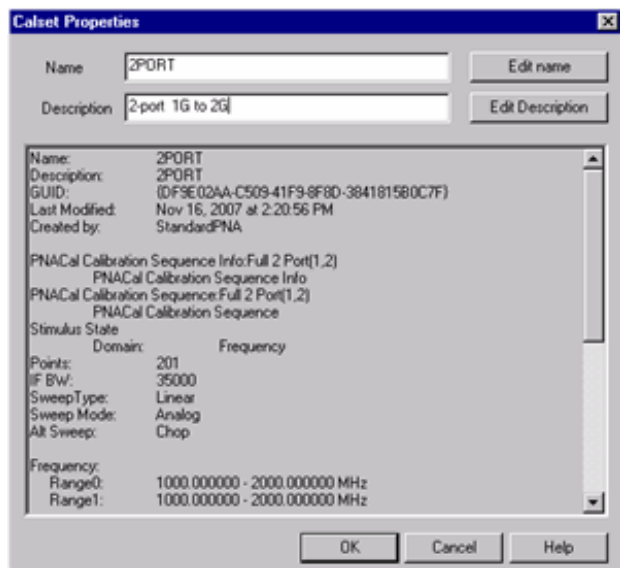 Calset Properties
Name 2PORT Edit name
Description 2-port 1G to 2G Edit Description
Name: 2PORT
Description: 2PORT
GUID: {DF9E02AA-C509-41F9-8F8D-3841815B0C7F}
Last Modified: Nov 16, 2007 at 2:20:56 PM
Created by: StandardPNA
PNACal Calibration Sequence Info:Full 2 Port(1,2)
PNACal Calibration Sequence Info
PNACal Calibration Sequence:Full 2 Port(1,2)
PNACal Calibration Sequence
Stimulus State
Domain: Frequency
Points: 201
IF BW: 35000
SweepType: Linear
Sweep Mode: Analog
Alt Sweep: Chop
Frequency:
Range0: 1000.000000 - 2000.000000 MHz
Range1: 1000.000000 - 2000.000000 MHz
OK Cancel Help